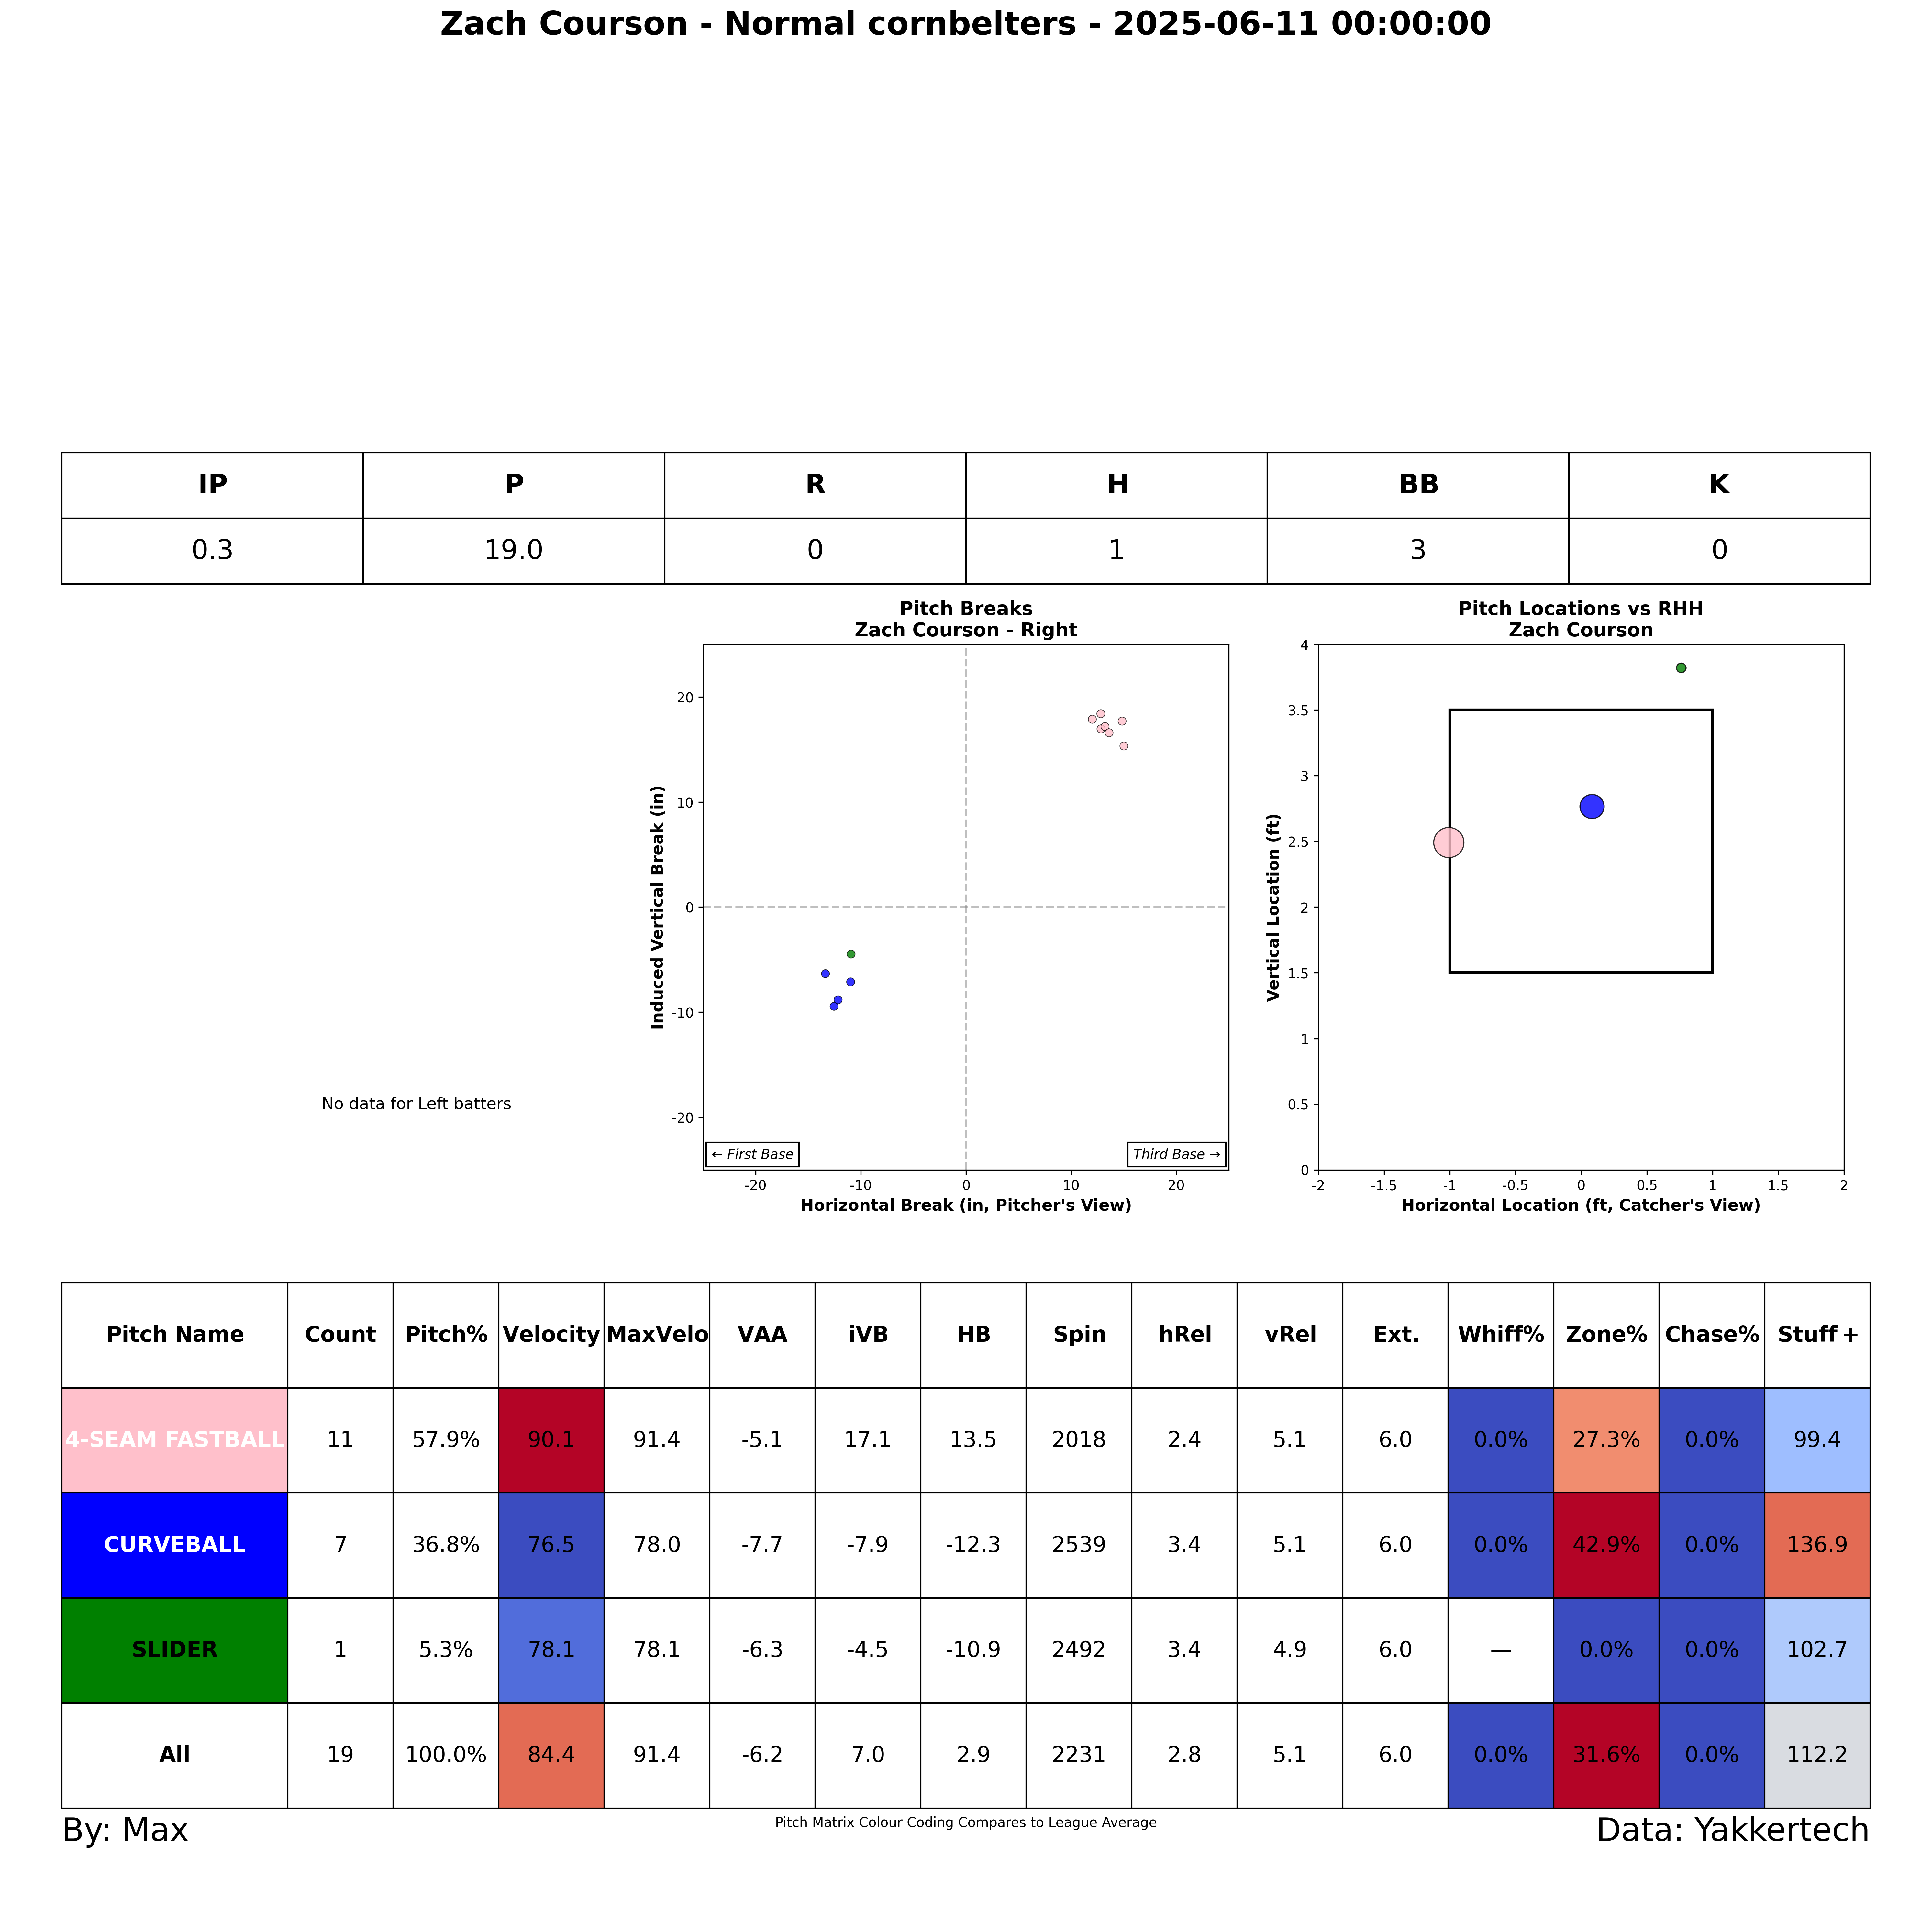 Zach Courson - Normal cornbelters - 2025-06-11 00:00:00
IP P R H BB K
0.3 19.0 0 1 3 0
No data for Left batters
Pitch Breaks
Zach Courson - Right
Induced Vertical Break (in)
20
10
0
-10
-20
← First Base
Third Base →
-20 -10 0 10 20
Horizontal Break (in, Pitcher's View)
Pitch Locations vs RHH
Zach Courson
Vertical Location (ft)
4
3.5
3
2.5
2
1.5
1
0.5
0
-2 -1.5 -1 -0.5 0 0.5 1 1.5 2
Horizontal Location (ft, Catcher's View)
Pitch Name Count Pitch% Velocity MaxVelo VAA iVB HB Spin hRel vRel Ext. Whiff% Zone% Chase% Stuff+
4-SEAM FASTBALL 11 57.9% 90.1 91.4 -5.1 17.1 13.5 2018 2.4 5.1 6.0 0.0% 27.3% 0.0% 99.4
CURVEBALL 7 36.8% 76.5 78.0 -7.7 -7.9 -12.3 2539 3.4 5.1 6.0 0.0% 42.9% 0.0% 136.9
SLIDER 1 5.3% 78.1 78.1 -6.3 -4.5 -10.9 2492 3.4 4.9 6.0 — 0.0% 0.0% 102.7
All 19 100.0% 84.4 91.4 -6.2 7.0 2.9 2231 2.8 5.1 6.0 0.0% 31.6% 0.0% 112.2
By: Max
Pitch Matrix Colour Coding Compares to League Average
Data: Yakkertech